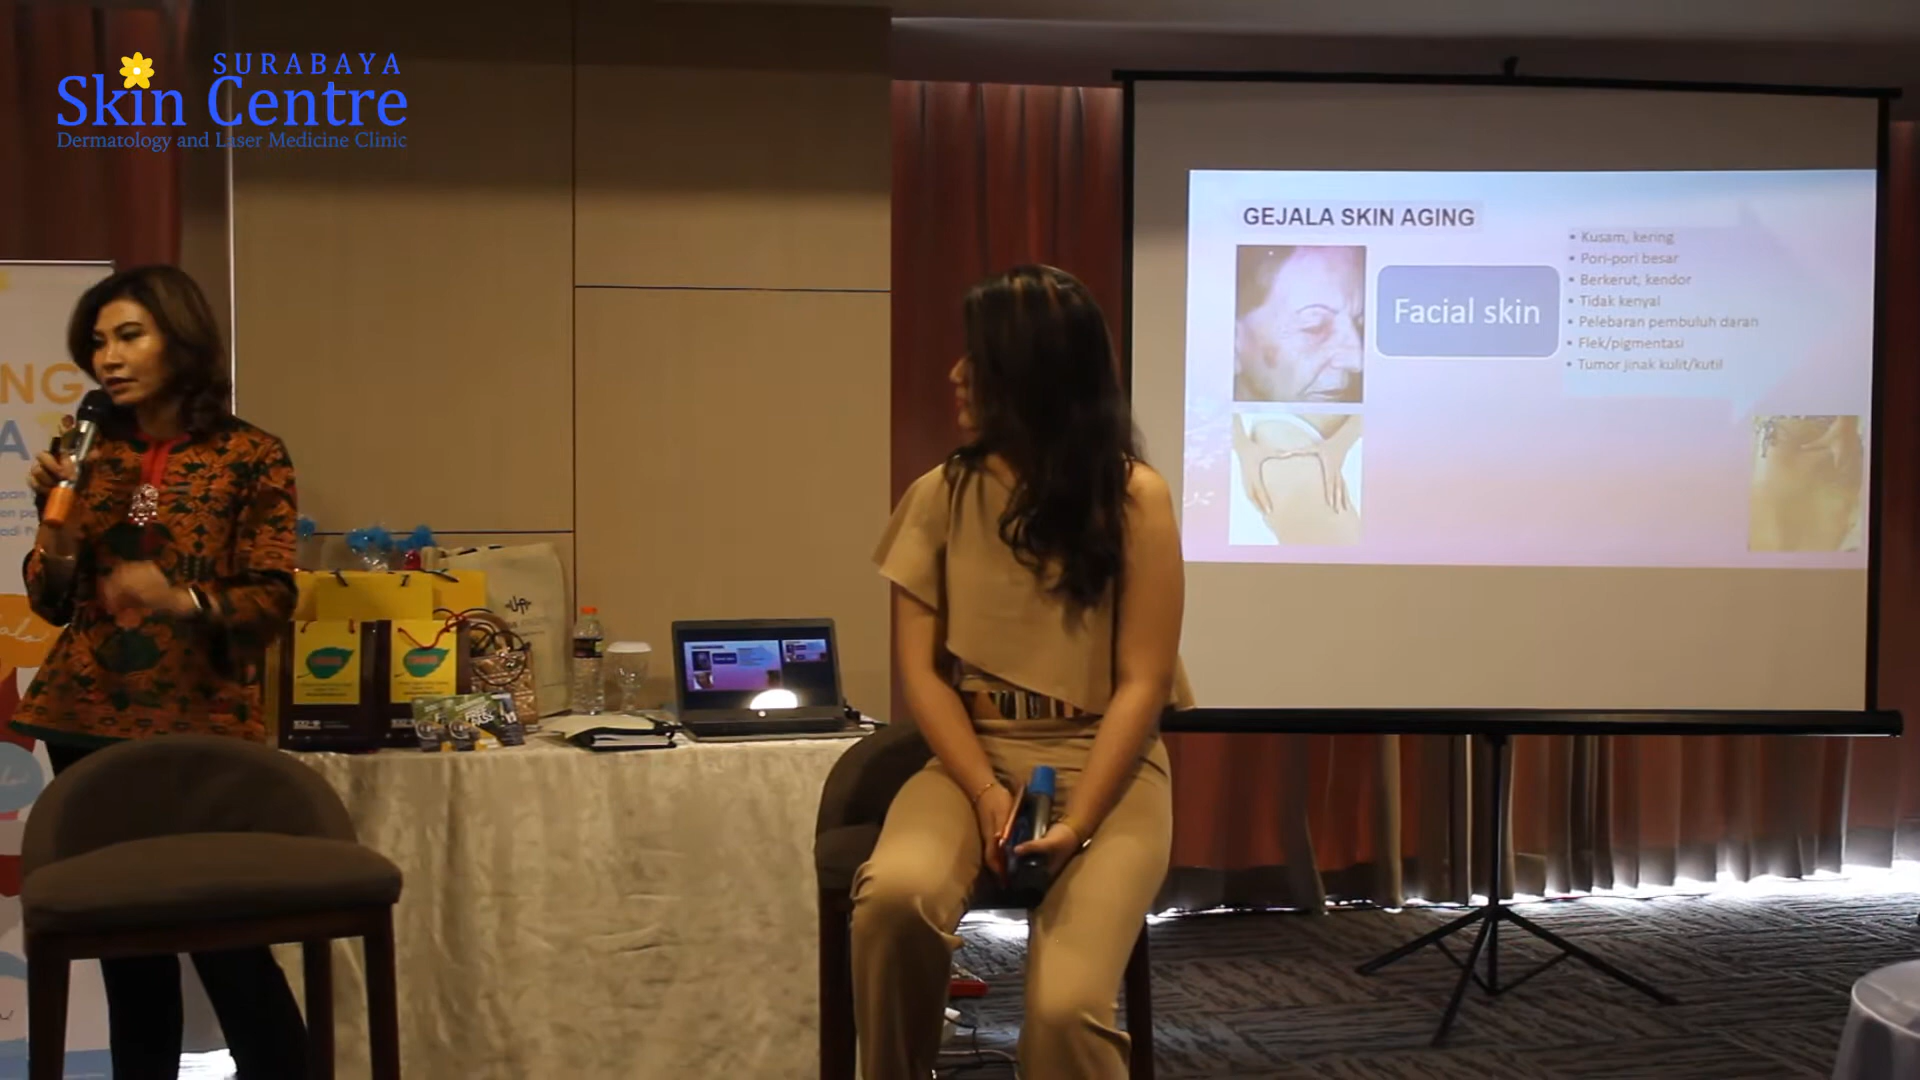 SURABAYA
Skin Centre
Dermatology and Laser Medicine Clinic
GEJALA SKIN AGING
Facial skin
• Kusam, kering
• Pori-pori besar
• Berkerut, kendor
• Tidak kenyal
• Pelebaran pembuluh darah
• Flek/pigmentasi
• Tumor jinak kulit/kutil
NG
A